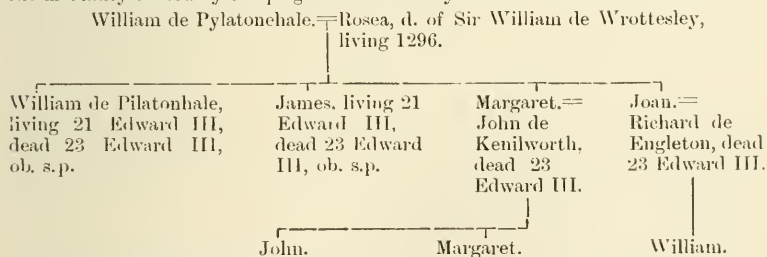 William de Pylatonehale.=Rosea, d. of Sir William de Wrottesley,
living 1296.
William de Pilatonhale,
living 21 Edward III,
dead 23 Edward III,
ob. s.p.
James, living 21
Edward III,
dead 23 Edward
III, ob. s.p.
Margaret.=
John de
Kenilworth,
dead 23
Edward III.
Joan.=
Richard de
Engleton, dead
23 Edward III.
John.
Margaret.
William.